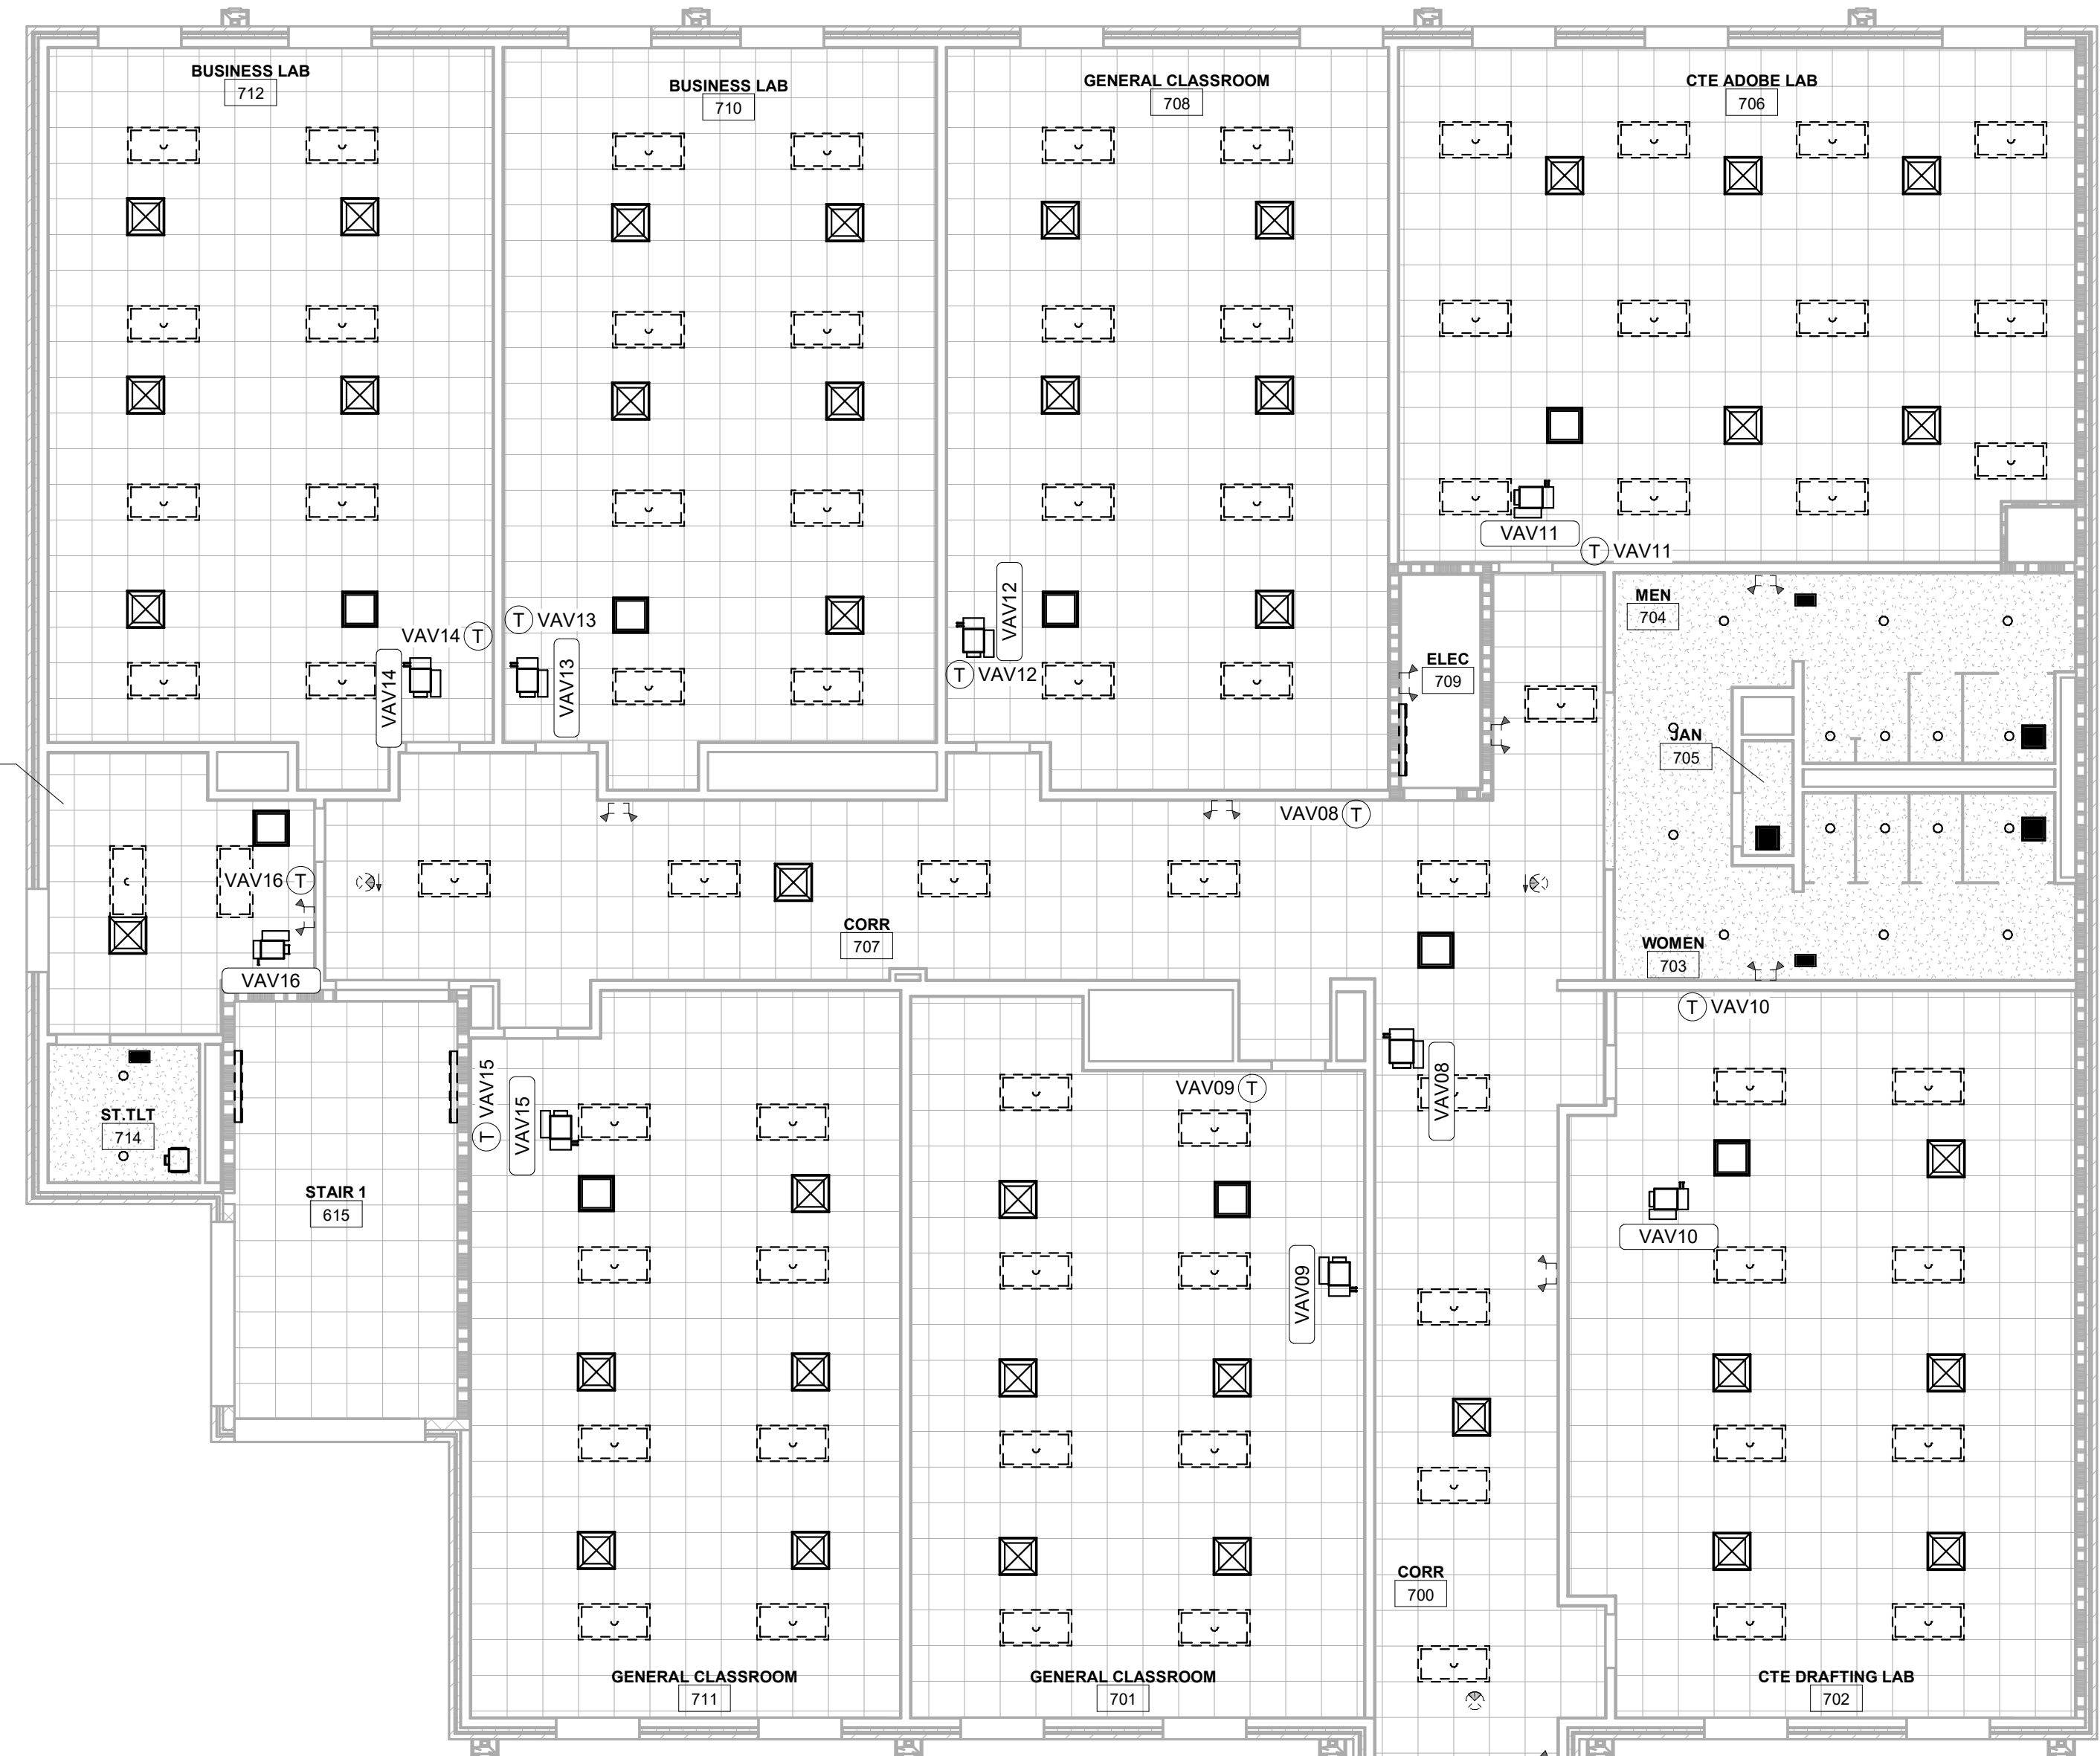 BUSINESS LAB
712
BUSINESS LAB
710
GENERAL CLASSROOM
708
CTE ADOBE LAB
706
VAV11
T VAV11
VAV14 T
VAV14
T VAV13
VAV13
VAV12
T VAV12
ELEC
709
MEN
704
JAN
705
VAV08 T
VAV16 T
VAV16
CORR
707
WOMEN
703
T VAV10
VAV10
VAV08
VAV09 T
VAV09
T VAV15
VAV15
ST.TLT
714
STAIR 1
615
CORR
700
GENERAL CLASSROOM
711
GENERAL CLASSROOM
701
CTE DRAFTING LAB
702